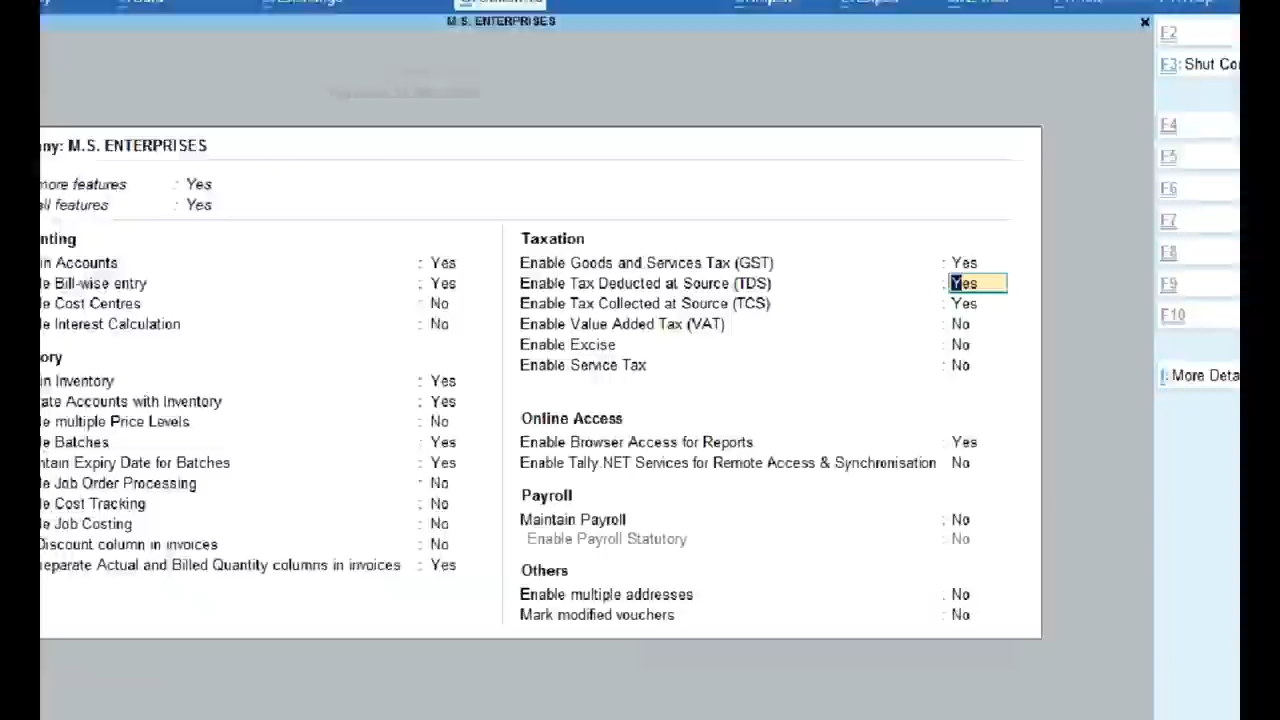 M.S. ENTERPRISES
F2
F3: Shut Co
ny: M.S. ENTERPRISES
more features : Yes
ll features : Yes
F4
F5
F6
F7
F8
F9
F10
I: More Deta
nting
n Accounts : Yes
e Bill-wise entry : Yes
e Cost Centres : No
e Interest Calculation : No
ory
n Inventory : Yes
ate Accounts with Inventory : Yes
e multiple Price Levels : No
e Batches : Yes
ntain Expiry Date for Batches : Yes
e Job Order Processing : No
e Cost Tracking : No
e Job Costing : No
Discount column in invoices : No
eparate Actual and Billed Quantity columns in invoices : Yes
Taxation
Enable Goods and Services Tax (GST) : Yes
Enable Tax Deducted at Source (TDS) : Yes
Enable Tax Collected at Source (TCS) : Yes
Enable Value Added Tax (VAT) : No
Enable Excise : No
Enable Service Tax : No
Online Access
Enable Browser Access for Reports : Yes
Enable Tally.NET Services for Remote Access & Synchronisation No
Payroll
Maintain Payroll : No
Enable Payroll Statutory : No
Others
Enable multiple addresses : No
Mark modified vouchers : No